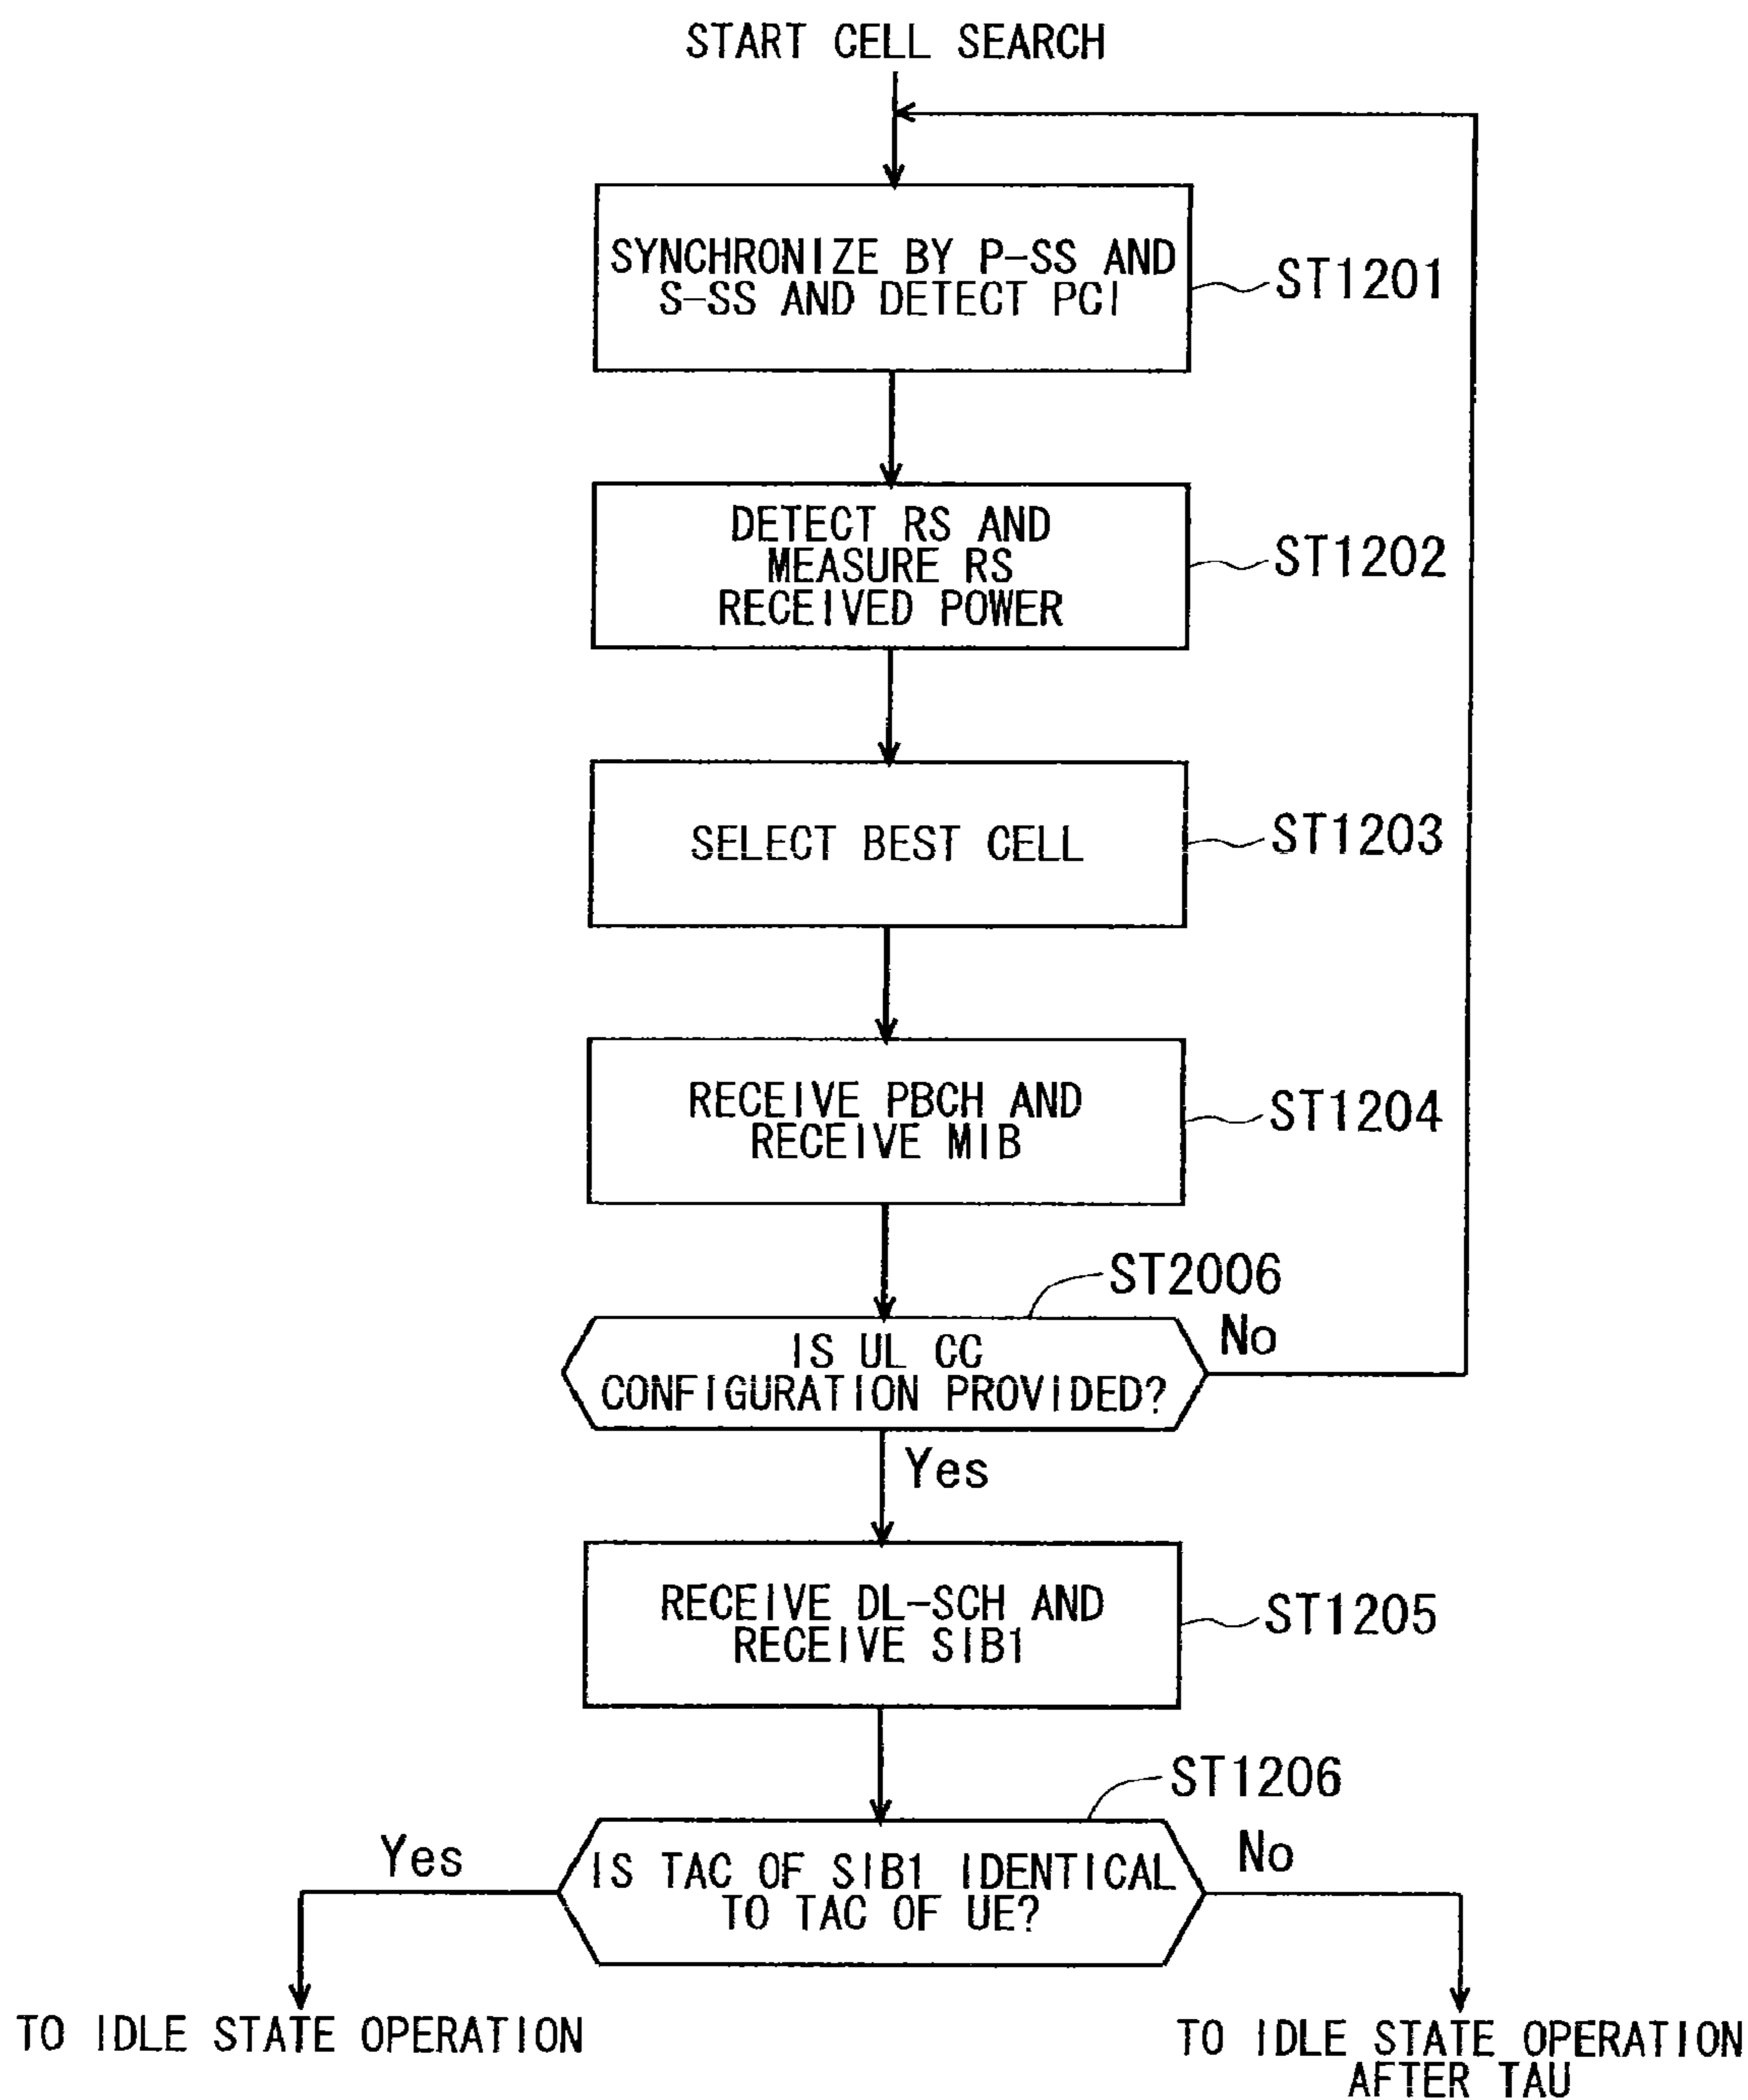 START CELL SEARCH
SYNCHRONIZE BY P-SS AND
S-SS AND DETECT PCI
ST1201
DETECT RS AND
MEASURE RS
RECEIVED POWER
ST1202
SELECT BEST CELL
ST1203
RECEIVE PBCH AND
RECEIVE MIB
ST1204
ST2006
IS UL CC
CONFIGURATION PROVIDED?
No
Yes
RECEIVE DL-SCH AND
RECEIVE SIB1
ST1205
ST1206
IS TAC OF SIB1 IDENTICAL
TO TAC OF UE?
Yes
No
TO IDLE STATE OPERATION
TO IDLE STATE OPERATION
AFTER TAU